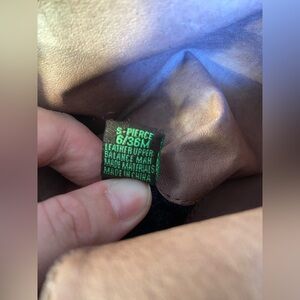 S-PIERCE
6/36M
LEATHER UPPER
BALANCE MAN
MADE MATERIALS
MADE IN CHINA